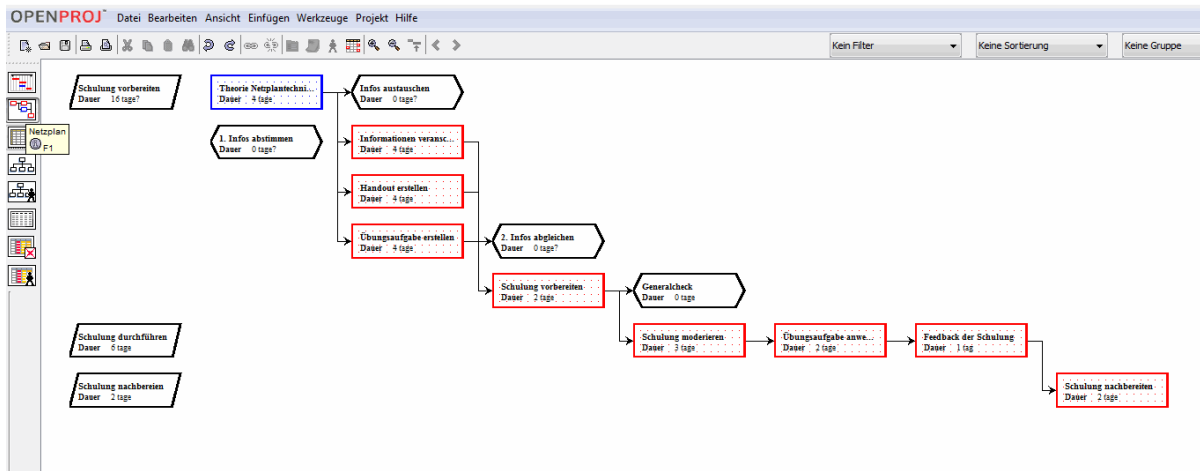 OPENPROJ™ Datei Bearbeiten Ansicht Einfügen Werkzeuge Projekt Hilfe
Kein Filter Keine Sortierung Keine Gruppe
Netzplan
F1
Schulung vorbereiten
Dauer 16 tage?
Theorie Netzplantechni...
Dauer 4 tage
Infos austauschen
Dauer 0 tage?
1. Infos abstimmen
Dauer 0 tage?
Informationen veransc...
Dauer 4 tage
Handout erstellen
Dauer 4 tage
Übungsaufgabe erstellen
Dauer 4 tage
2. Infos abgleichen
Dauer 0 tage?
Schulung vorbereiten
Dauer 2 tage
Generalcheck
Dauer 0 tage
Schulung durchführen
Dauer 6 tage
Schulung moderieren
Dauer 3 tage
Übungsaufgabe anwe...
Dauer 2 tage
Feedback der Schulung
Dauer 1 tag
Schulung nachbereien
Dauer 2 tage
Schulung nachbereiten
Dauer 2 tage